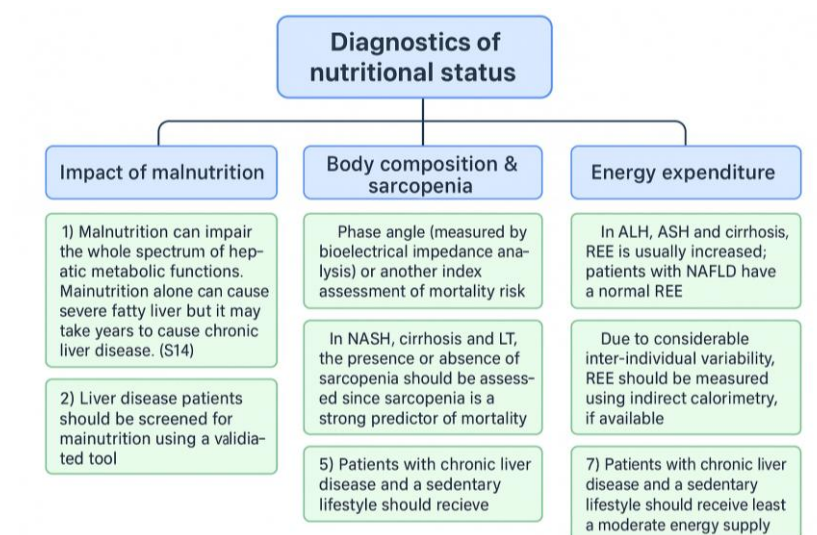 Diagnostics of
nutritional status
Impact of malnutrition
1) Malnutrition can impair
the whole spectrum of hep-
atic metabolic functions.
Mainutrition alone can cause
severe fatty liver but it may
take years to cause chronic
liver disease. (S14)
2) Liver disease patients
should be screened for
mainutrition using a validia-
ted tool
Body composition &
sarcopenia
Phase angle (measured by
bioelectrical impedance ana-
lysis) or another index
assessment of mortality risk
In NASH, cirrhosis and LT,
the presence or absence of
sarcopenia should be assess-
ed since sarcopenia is a
strong predictor of mortality
5) Patients with chronic liver
disease and a sedentary
lifestyle should recieve
Energy expenditure
In ALH, ASH and cirrhosis,
REE is usually increased;
patients with NAFLD have
a normal REE
Due to considerable
inter-individual variability,
REE should be measured
using indirect calorimetry,
if available
7) Patients with chronic liver
disease and a sedentary
lifestyle should receive least
a moderate energy supply